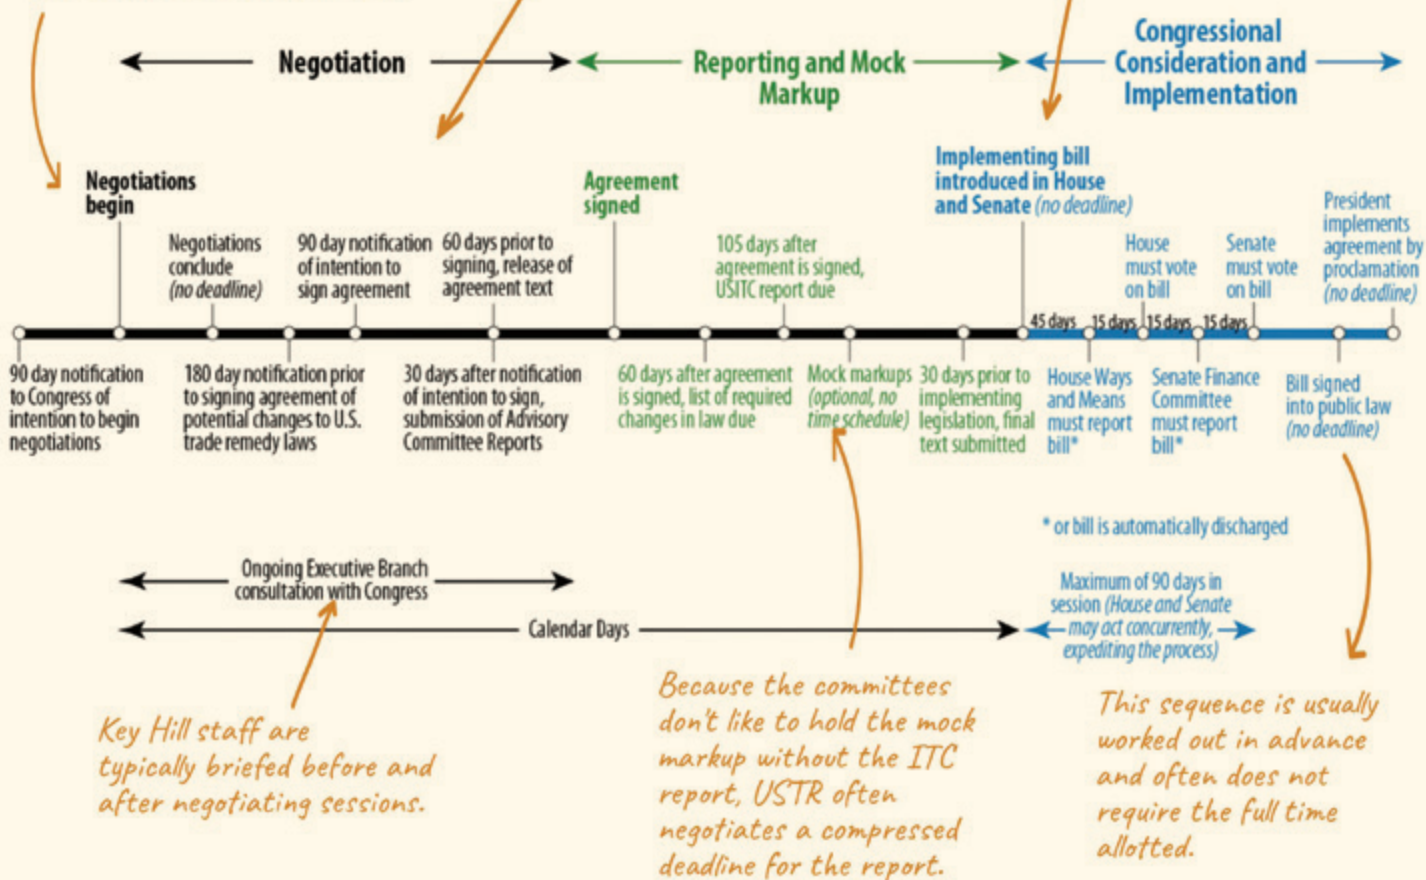 Negotiation
Reporting and Mock
Markup
Congressional
Consideration and
Implementation
Negotiations
begin
Agreement
signed
Implementing bill
introduced in House
and Senate (no deadline)
Negotiations
conclude
(no deadline)
90 day notification
of intention to
sign agreement
60 days prior to
signing, release of
agreement text
105 days after
agreement is signed,
USITC report due
House
must vote
on bill
Senate
must vote
on bill
President
implements
agreement by
proclamation
(no deadline)
45 days
15 days
15 days
15 days
90 day notification
to Congress of
intention to begin
negotiations
180 day notification prior
to signing agreement of
potential changes to U.S.
trade remedy laws
30 days after notification
of intention to sign,
submission of Advisory
Committee Reports
60 days after agreement
is signed, list of required
changes in law due
Mock markups
(optional, no
time schedule)
30 days prior to
implementing
legislation, final
text submitted
House Ways
and Means
must report
bill*
Senate Finance
Committee
must report
bill*
Bill signed
into public law
(no deadline)
* or bill is automatically discharged
Ongoing Executive Branch
consultation with Congress
Calendar Days
Maximum of 90 days in
session (House and Senate
may act concurrently,
expediting the process)
Key Hill staff are
typically briefed before and
after negotiating sessions.
Because the committees
don't like to hold the mock
markup without the ITC
report, USTR often
negotiates a compressed
deadline for the report.
This sequence is usually
worked out in advance
and often does not
require the full time
allotted.